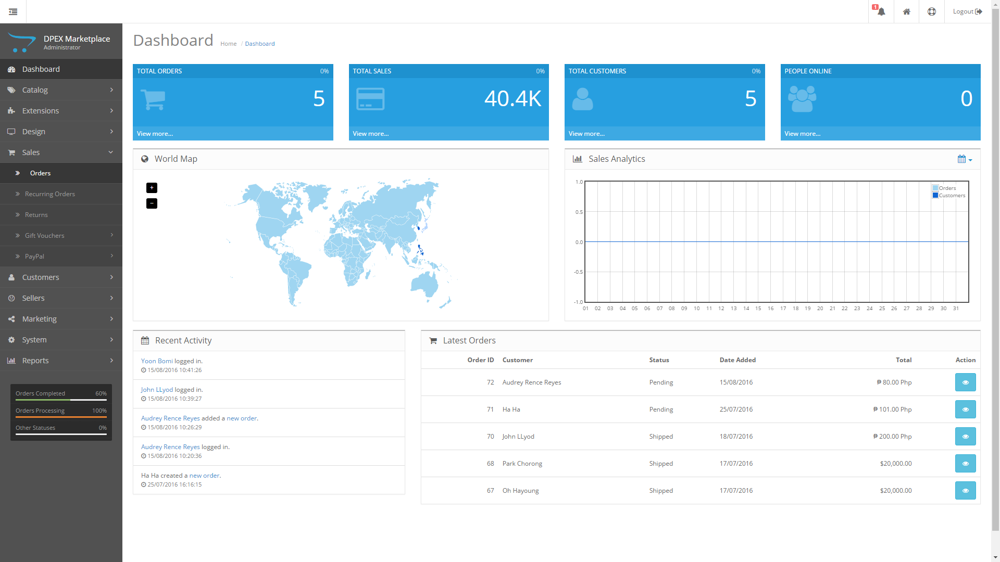 1
Logout
DPEX Marketplace
Administrator
Dashboard
Catalog
Extensions
Design
Sales
Orders
Recurring Orders
Returns
Gift Vouchers
PayPal
Customers
Sellers
Marketing
System
Reports
Orders Completed 60%
Orders Processing 100%
Other Statuses 0%
Dashboard Home / Dashboard
TOTAL ORDERS 0%
5
View more...
TOTAL SALES 0%
40.4K
View more...
TOTAL CUSTOMERS 0%
5
View more...
PEOPLE ONLINE
0
View more...
World Map
+
−
Sales Analytics
1.0
0.5
0.0
-0.5
-1.0
Orders
Customers
01 02 03 04 05 06 07 08 09 10 11 12 13 14 15 16 17 18 19 20 21 22 23 24 25 26 27 28 29 30 31
Recent Activity
Yoon Bomi logged in.
15/08/2016 10:41:26
John LLyod logged in.
15/08/2016 10:39:27
Audrey Rence Reyes added a new order.
15/08/2016 10:26:29
Audrey Rence Reyes logged in.
15/08/2016 10:20:36
Ha Ha created a new order.
25/07/2016 16:16:15
Latest Orders
Order ID Customer Status Date Added Total Action
72 Audrey Rence Reyes Pending 15/08/2016 ₱ 80.00 Php
71 Ha Ha Pending 25/07/2016 ₱ 101.00 Php
70 John LLyod Shipped 18/07/2016 ₱ 200.00 Php
68 Park Chorong Shipped 17/07/2016 $20,000.00
67 Oh Hayoung Shipped 17/07/2016 $20,000.00